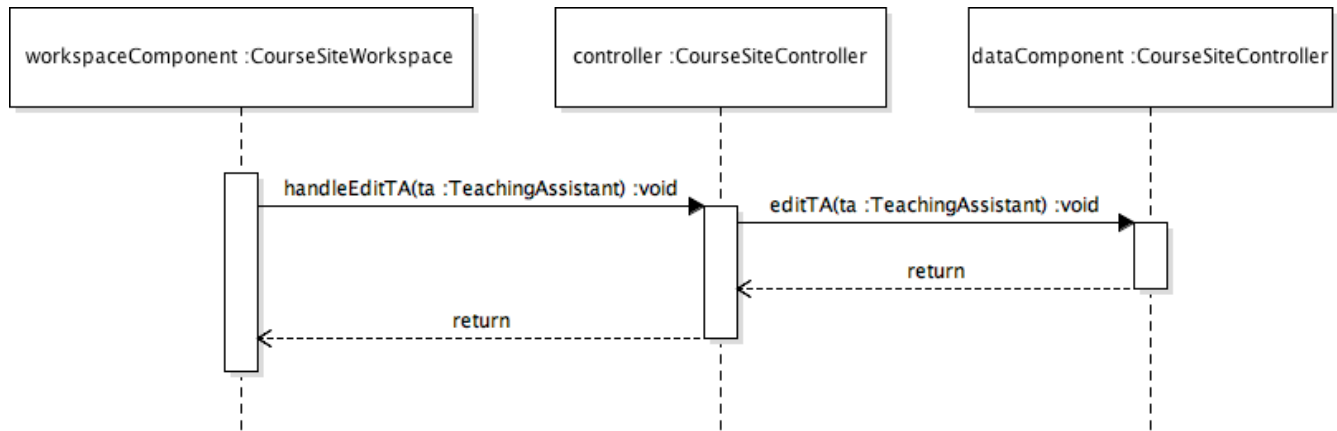 workspaceComponent :CourseSiteWorkspace
controller :CourseSiteController
dataComponent :CourseSiteController
handleEditTA(ta :TeachingAssistant) :void
editTA(ta :TeachingAssistant) :void
return
return